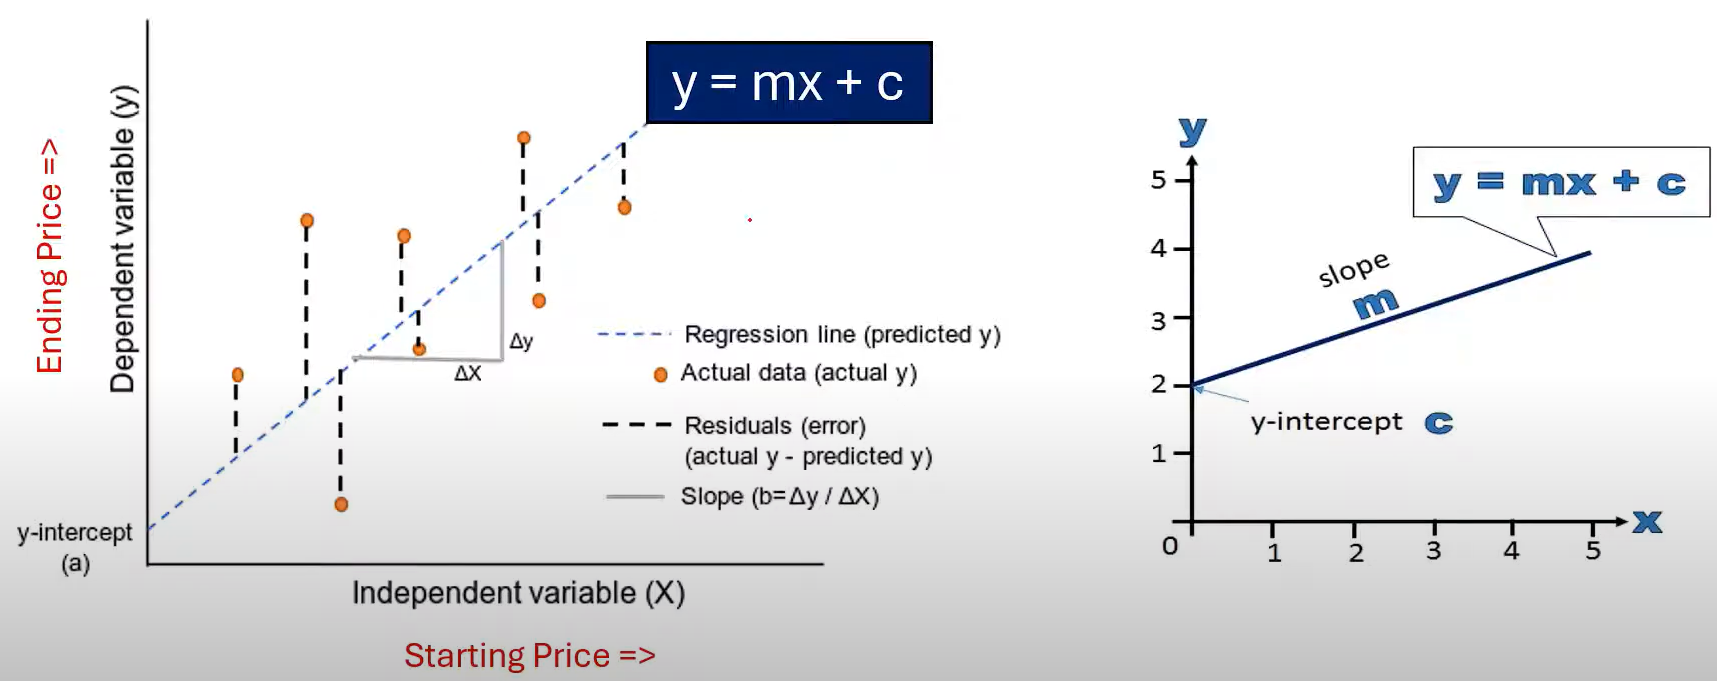 y = mx + c
Ending Price =>
Dependent variable (y)
Δy
ΔX
Regression line (predicted y)
Actual data (actual y)
Residuals (error)
(actual y - predicted y)
Slope (b=Δy / ΔX)
y-intercept
(a)
Independent variable (X)
Starting Price =>
y
y = mx + c
5
4
3
2
1
0
slope
m
y-intercept c
1
2
3
4
5
x